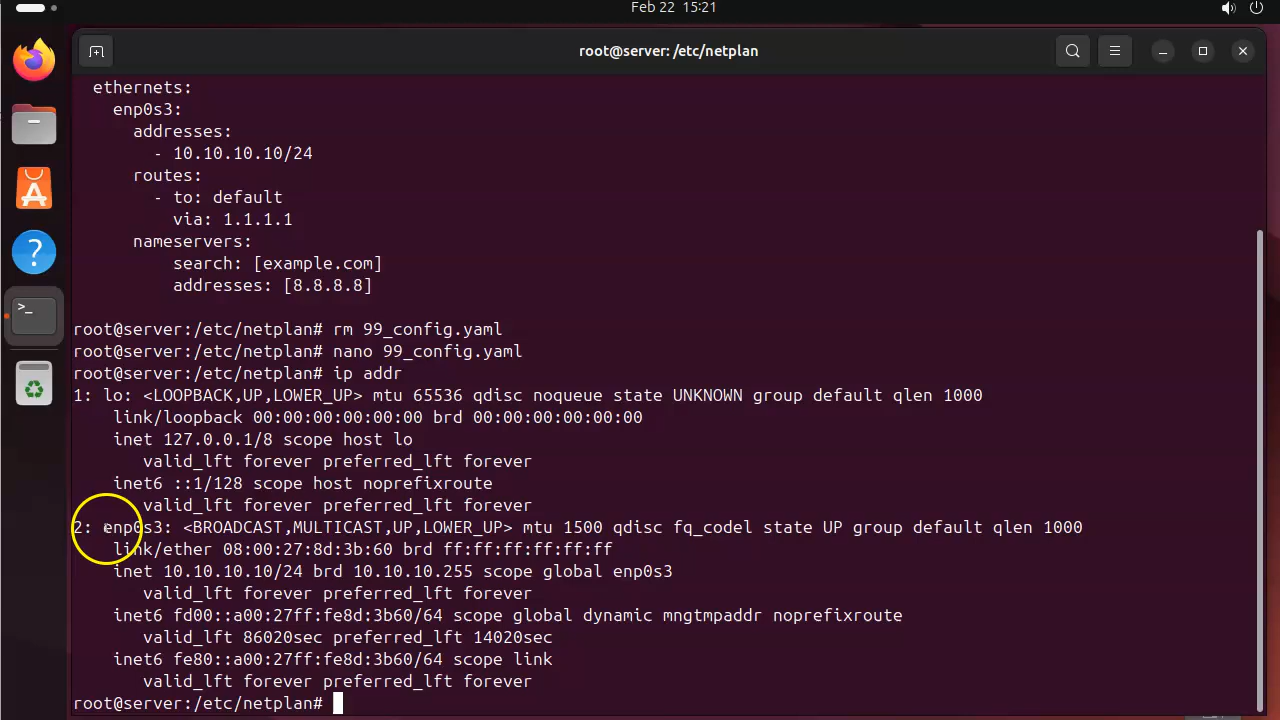 Feb 22 15:21
root@server: /etc/netplan
ethernets:
enp0s3:
addresses:
- 10.10.10.10/24
routes:
- to: default
via: 1.1.1.1
nameservers:
search: [example.com]
addresses: [8.8.8.8]
root@server:/etc/netplan# rm 99_config.yaml
root@server:/etc/netplan# nano 99_config.yaml
root@server:/etc/netplan# ip addr
1: lo: <LOOPBACK,UP,LOWER_UP> mtu 65536 qdisc noqueue state UNKNOWN group default qlen 1000
link/loopback 00:00:00:00:00:00 brd 00:00:00:00:00:00
inet 127.0.0.1/8 scope host lo
valid_lft forever preferred_lft forever
inet6 ::1/128 scope host noprefixroute
valid_lft forever preferred_lft forever
2: enp0s3: <BROADCAST,MULTICAST,UP,LOWER_UP> mtu 1500 qdisc fq_codel state UP group default qlen 1000
link/ether 08:00:27:8d:3b:60 brd ff:ff:ff:ff:ff:ff
inet 10.10.10.10/24 brd 10.10.10.255 scope global enp0s3
valid_lft forever preferred_lft forever
inet6 fd00::a00:27ff:fe8d:3b60/64 scope global dynamic mngtmpaddr noprefixroute
valid_lft 86020sec preferred_lft 14020sec
inet6 fe80::a00:27ff:fe8d:3b60/64 scope link
valid_lft forever preferred_lft forever
root@server:/etc/netplan#